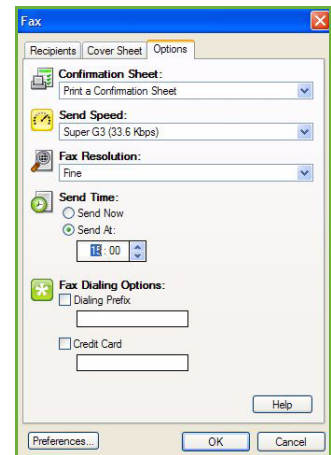 Fax
Recipients Cover Sheet Options
Confirmation Sheet:
Print a Confirmation Sheet
Send Speed:
Super G3 (33.6 Kbps)
Fax Resolution:
Fine
Send Time:
Send Now
Send At:
: 00
Fax Dialing Options:
Dialing Prefix
Credit Card
Help
Preferences... OK Cancel